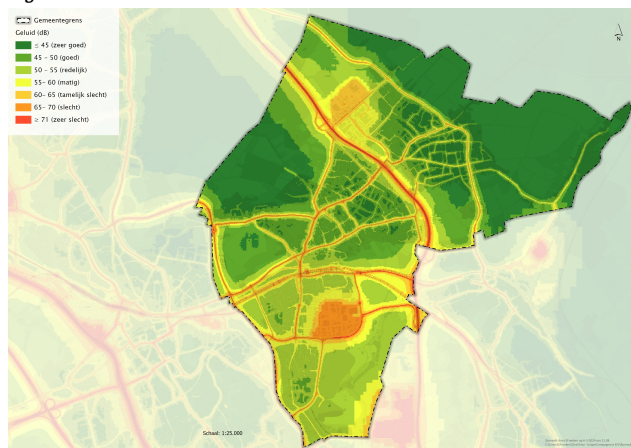 Gemeentegrens
Geluid (dB)
≤ 45 (zeer goed)
45 - 50 (goed)
50 - 55 (redelijk)
55- 60 (matig)
60- 65 (tamelijk slecht)
65- 70 (slecht)
≥ 71 (zeer slecht)
N
Schaal: 1:25.000